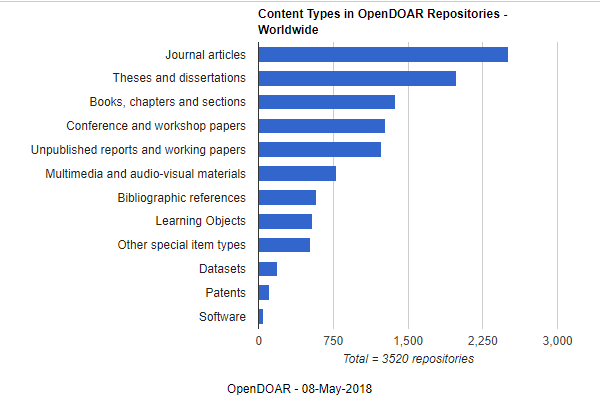 Content Types in OpenDOAR Repositories -
Worldwide
Journal articles
Theses and dissertations
Books, chapters and sections
Conference and workshop papers
Unpublished reports and working papers
Multimedia and audio-visual materials
Bibliographic references
Learning Objects
Other special item types
Datasets
Patents
Software
0 750 1,500 2,250 3,000
Total = 3520 repositories
OpenDOAR - 08-May-2018